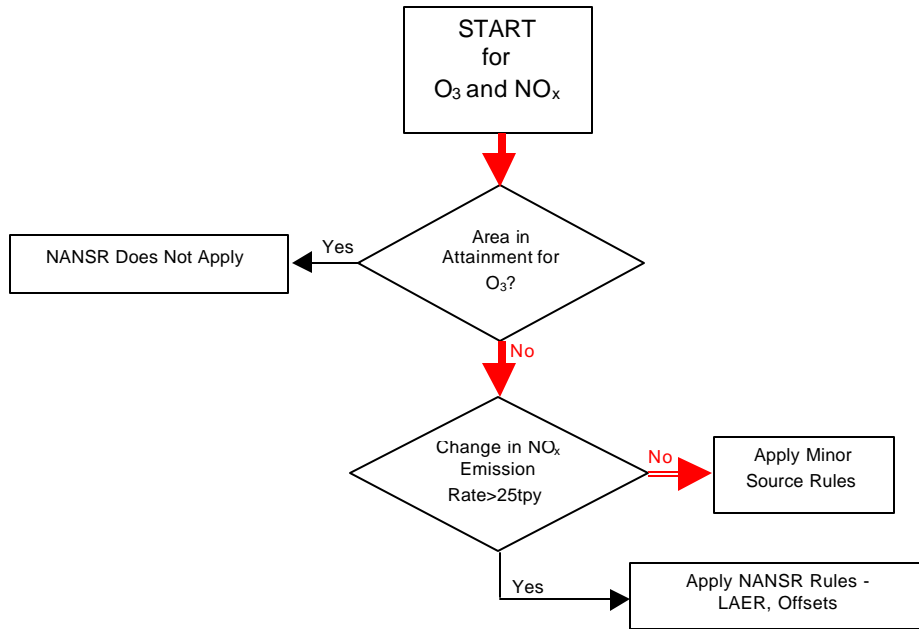 START
for
O₃ and NOₓ
Area in
Attainment for
O₃?
Yes
NANSR Does Not Apply
No
Change in NOₓ
Emission
Rate>25tpy
No
Apply Minor
Source Rules
Yes
Apply NANSR Rules -
LAER, Offsets